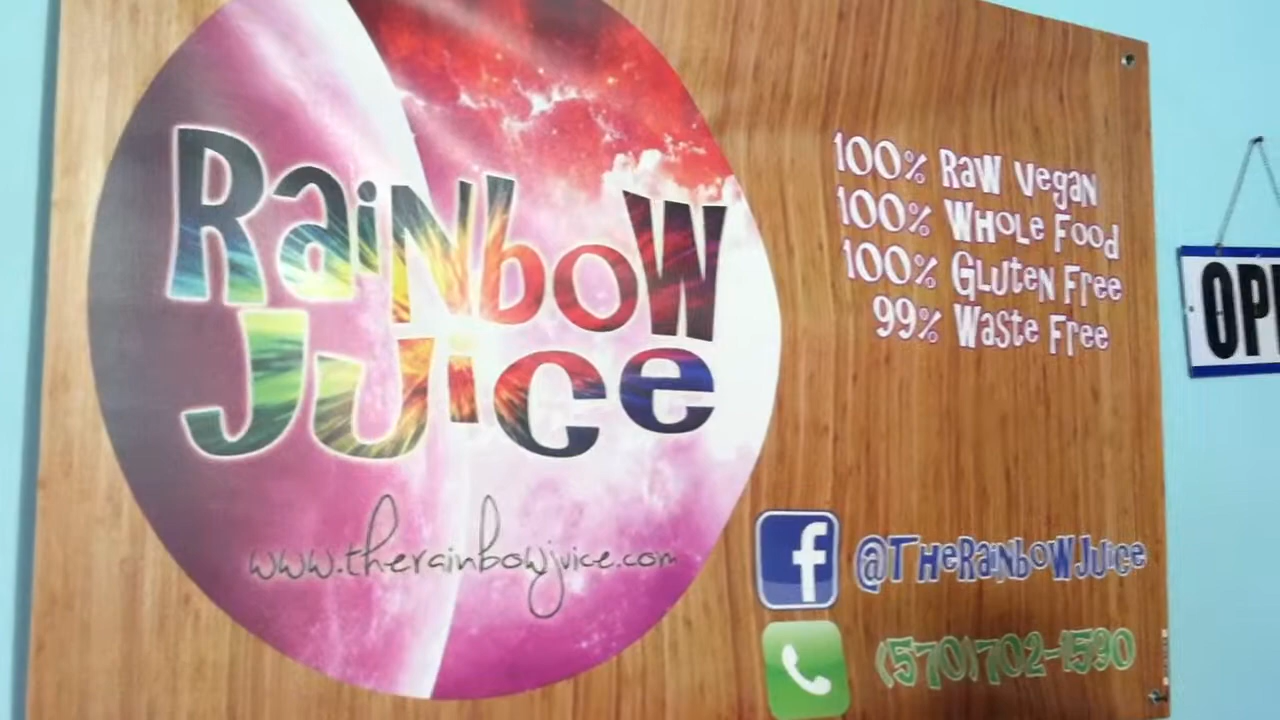 RaiNboW
Juice
www.therainbowjuice.com
100% RaW Vegan
100% WHoLe Food
100% GluteN Free
99% Waste Free
f
@THeRaiNboWJuice
(570)702-1590